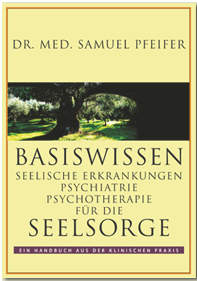 DR. MED. SAMUEL PFEIFER
BASISWISSEN
SEELISCHE ERKRANKUNGEN
PSYCHIATRIE
PSYCHOTHERAPIE
FÜR DIE
SEELSORGE
EIN HANDBUCH AUS DER KLINISCHEN PRAXIS